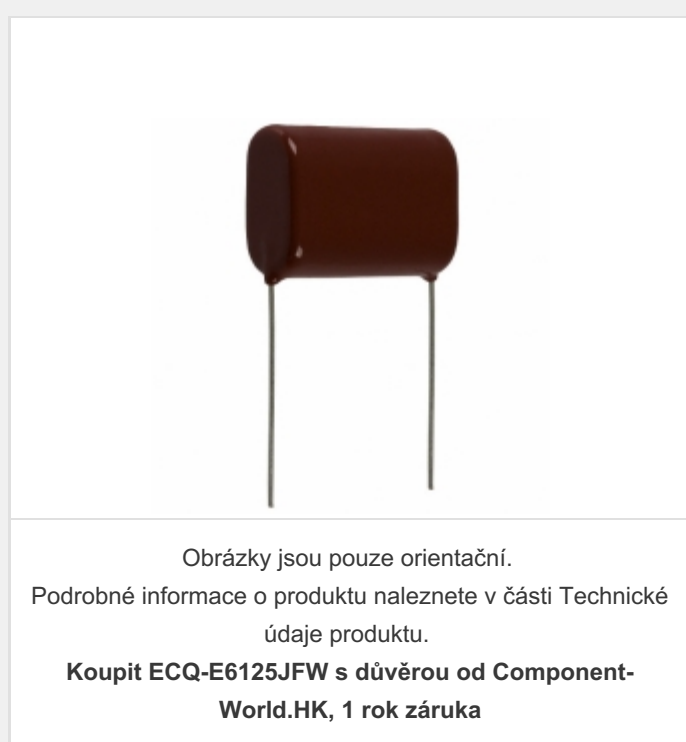 Obrázky jsou pouze orientační.
Podrobné informace o produktu naleznete v části Technické
údaje produktu.
Koupit ECQ-E6125JFW s důvěrou od Component-
World.HK, 1 rok záruka